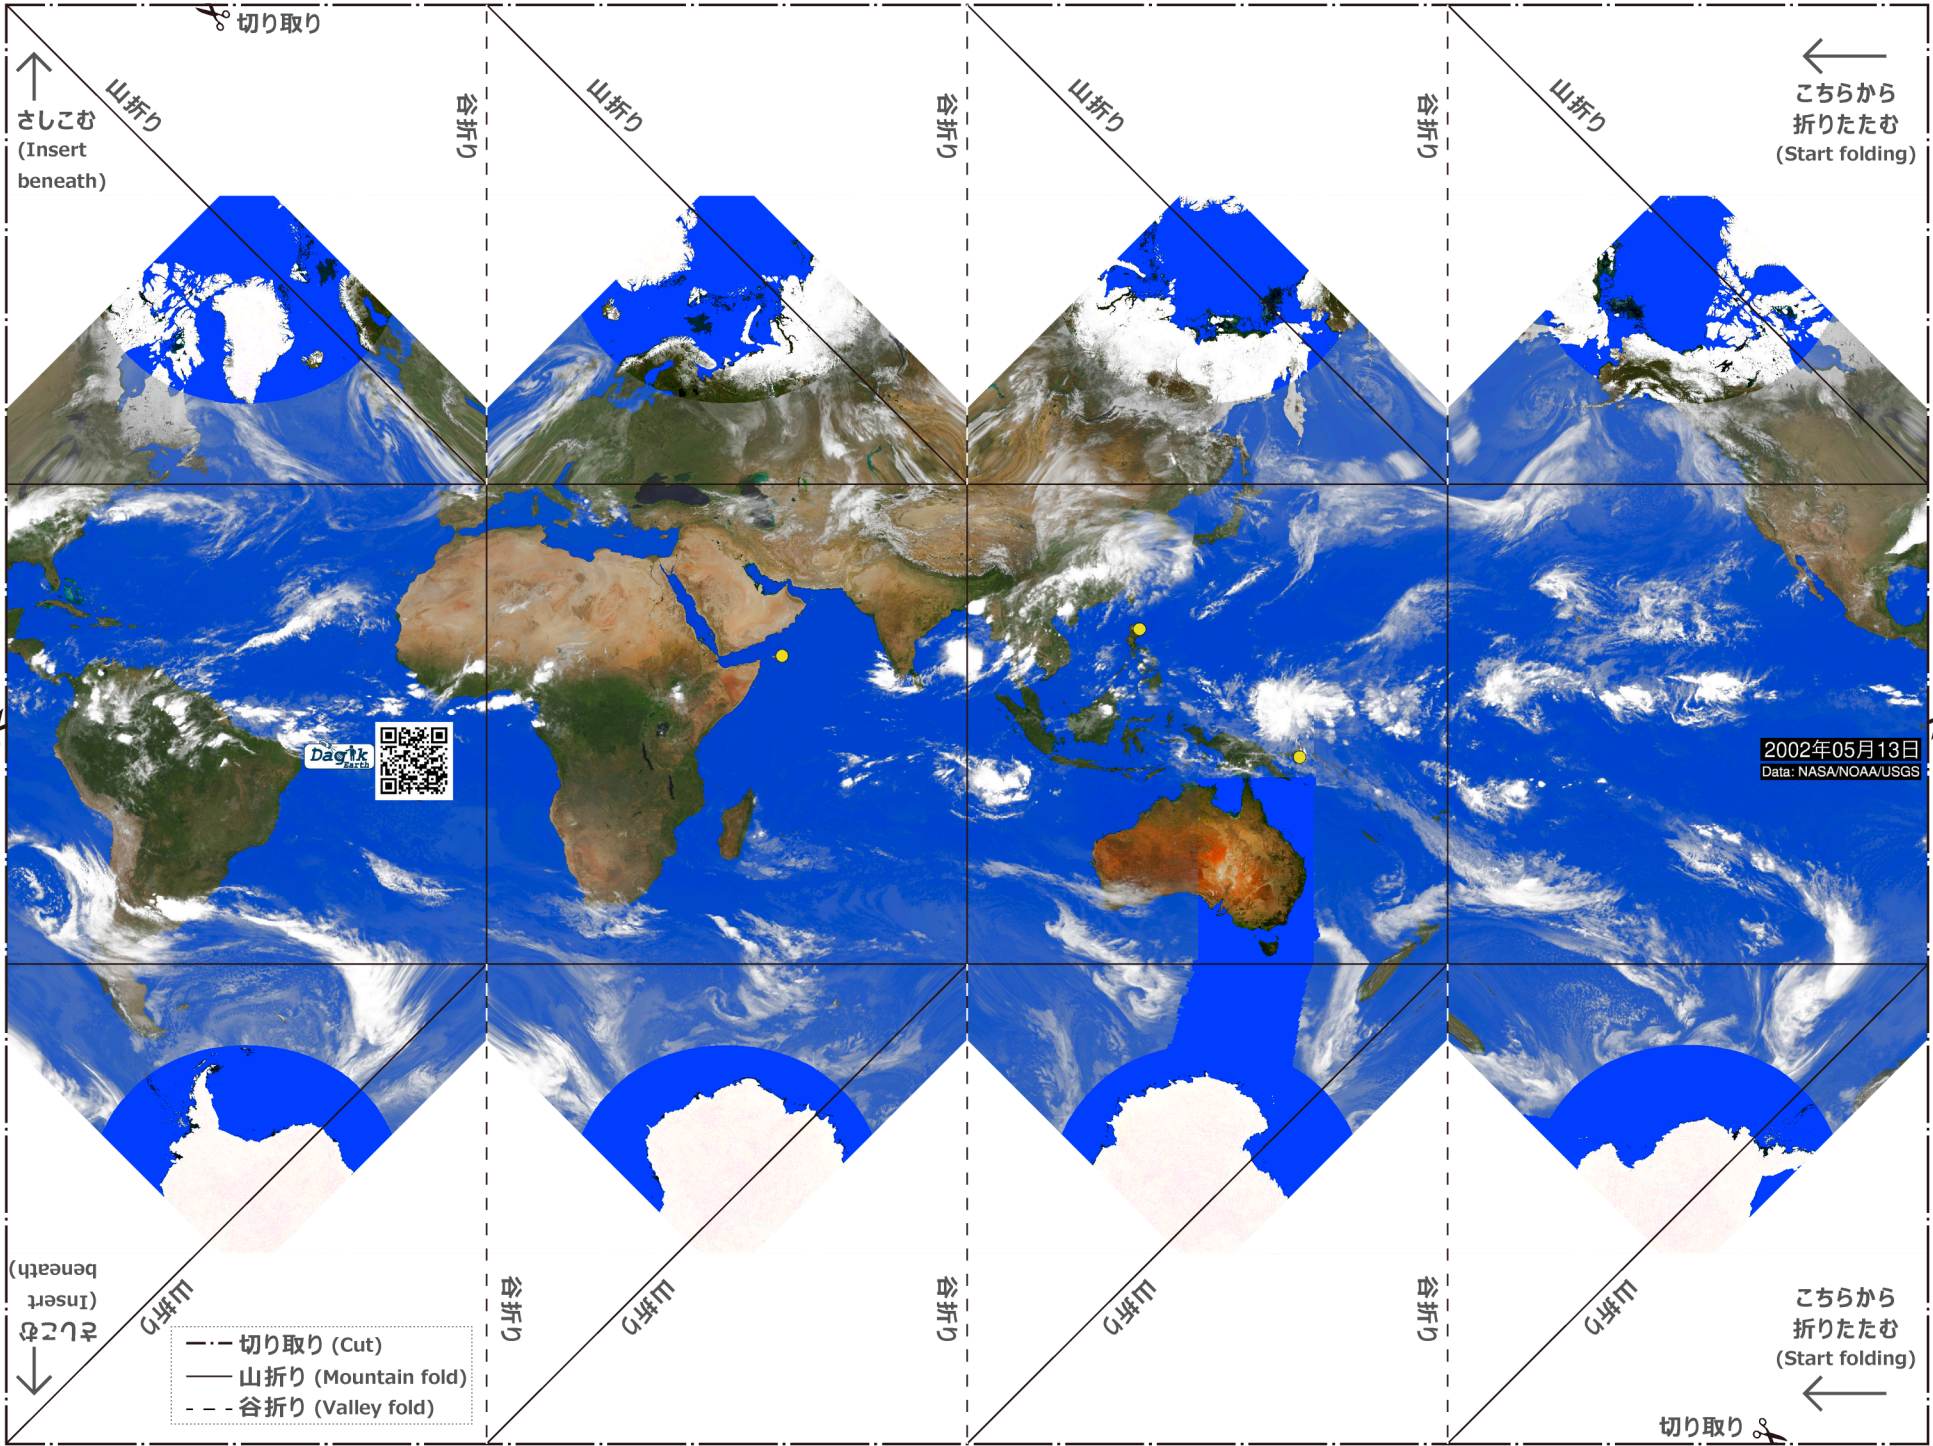 切り取り
山折り
谷折り
山折り
谷折り
山折り
谷折り
山折り
さしこむ
(Insert
beneath)
こちらから
折りたたむ
(Start folding)
Dagik
Earth
2002年05月13日
Data: NASA/NOAA/USGS
さしこむ
(Insert
beneath)
山折り
谷折り
山折り
谷折り
山折り
谷折り
山折り
こちらから
折りたたむ
(Start folding)
切り取り (Cut)
山折り (Mountain fold)
谷折り (Valley fold)
切り取り